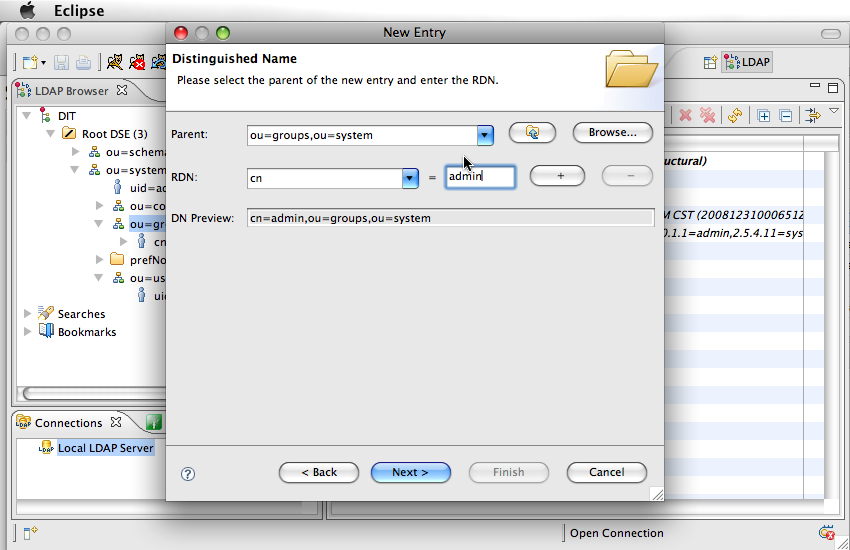 Eclipse
New Entry
Distinguished Name
Please select the parent of the new entry and enter the RDN.
LDAP
LDAP Browser
DIT
Root DSE (3)
ou=schema
ou=system
uid=ad
ou=co
ou=gr
cn
prefNo
ou=us
uid
Searches
Bookmarks
Parent:
ou=groups,ou=system
Browse...
RDN:
cn
=
admin
+
-
DN Preview:
cn=admin,ou=groups,ou=system
uctural)
M CST (20081231000651Z
0.1.1=admin,2.5.4.11=sys
Connections
Local LDAP Server
?
< Back
Next >
Finish
Cancel
Open Connection